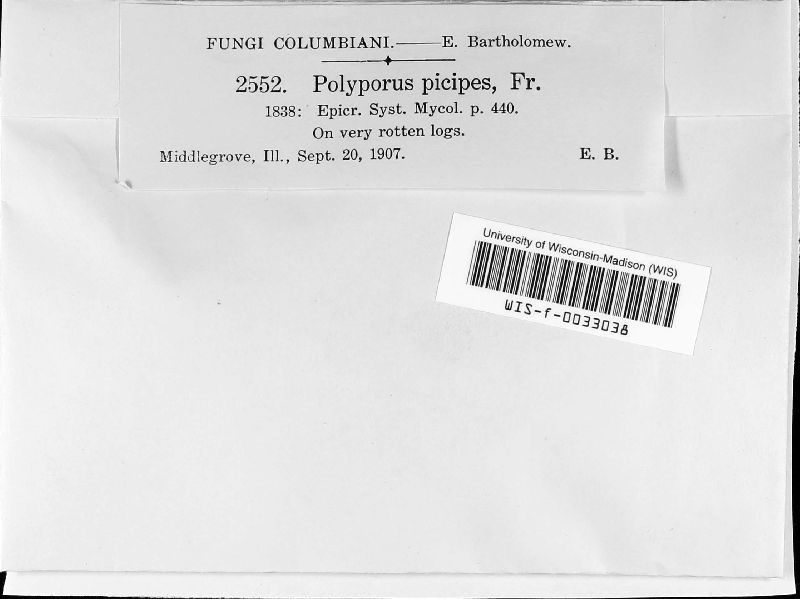 FUNGI COLUMBIANI.——E. Bartholomew.
2552. Polyporus picipes, Fr.
1838: Epicr. Syst. Mycol. p. 440.
On very rotten logs.
Middlegrove, Ill., Sept. 20, 1907. E. B.
University of Wisconsin-Madison (WIS)
WIS-f-0033038